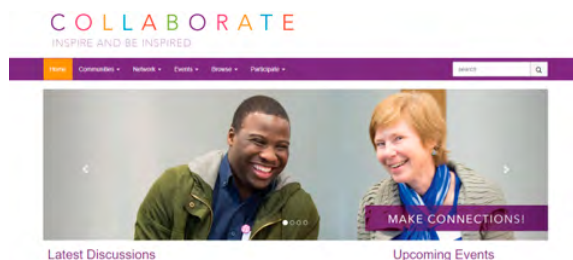 COLLABORATE
INSPIRE AND BE INSPIRED
Home Communities Network Events Browse Participate search
MAKE CONNECTIONS!
Latest Discussions Upcoming Events